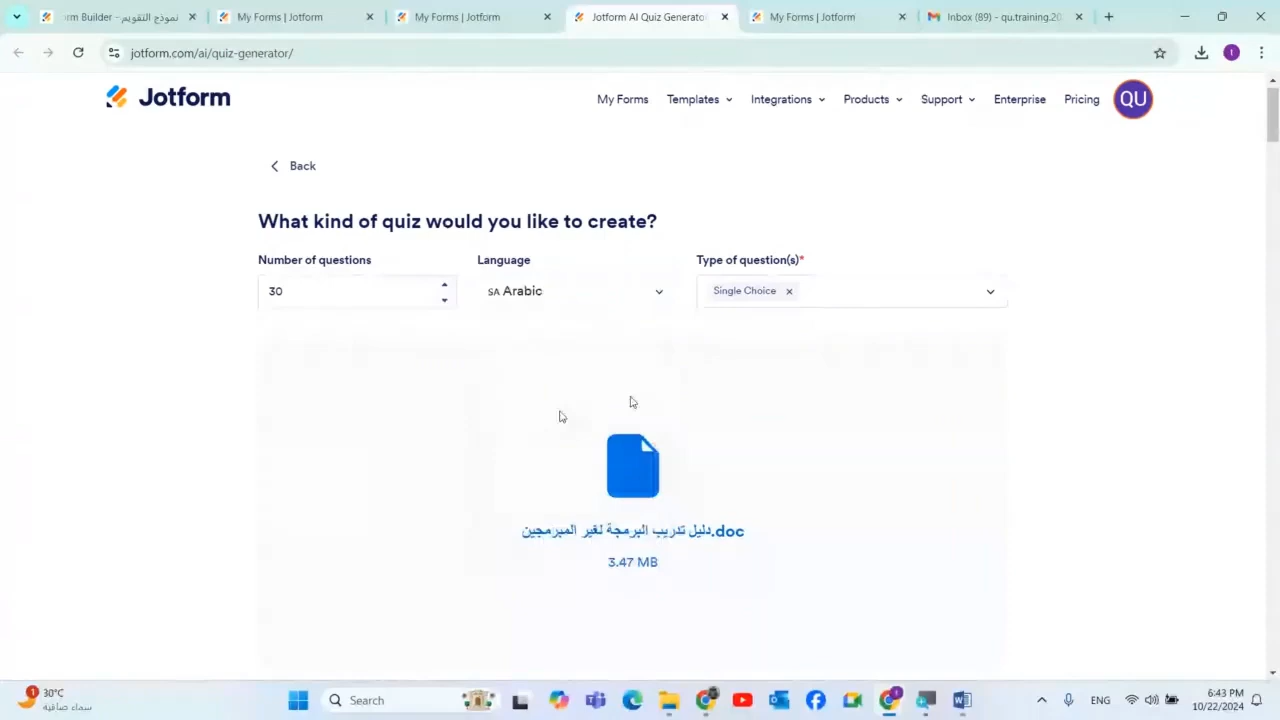 orm Builder - نموذج التقويم
My Forms | Jotform
My Forms | Jotform
Jotform AI Quiz Generato
My Forms | Jotform
Inbox (89) - qu.training.20
jotform.com/ai/quiz-generator/
Jotform
My Forms
Templates
Integrations
Products
Support
Enterprise
Pricing
QU
Back
What kind of quiz would you like to create?
Number of questions
Language
Type of question(s)*
30
SA Arabic
Single Choice
دليل تدريب البرمجة لغير المبرمجين.doc
3.47 MB
1
30°C
سماء صافية
Search
ENG
6:43 PM
10/22/2024